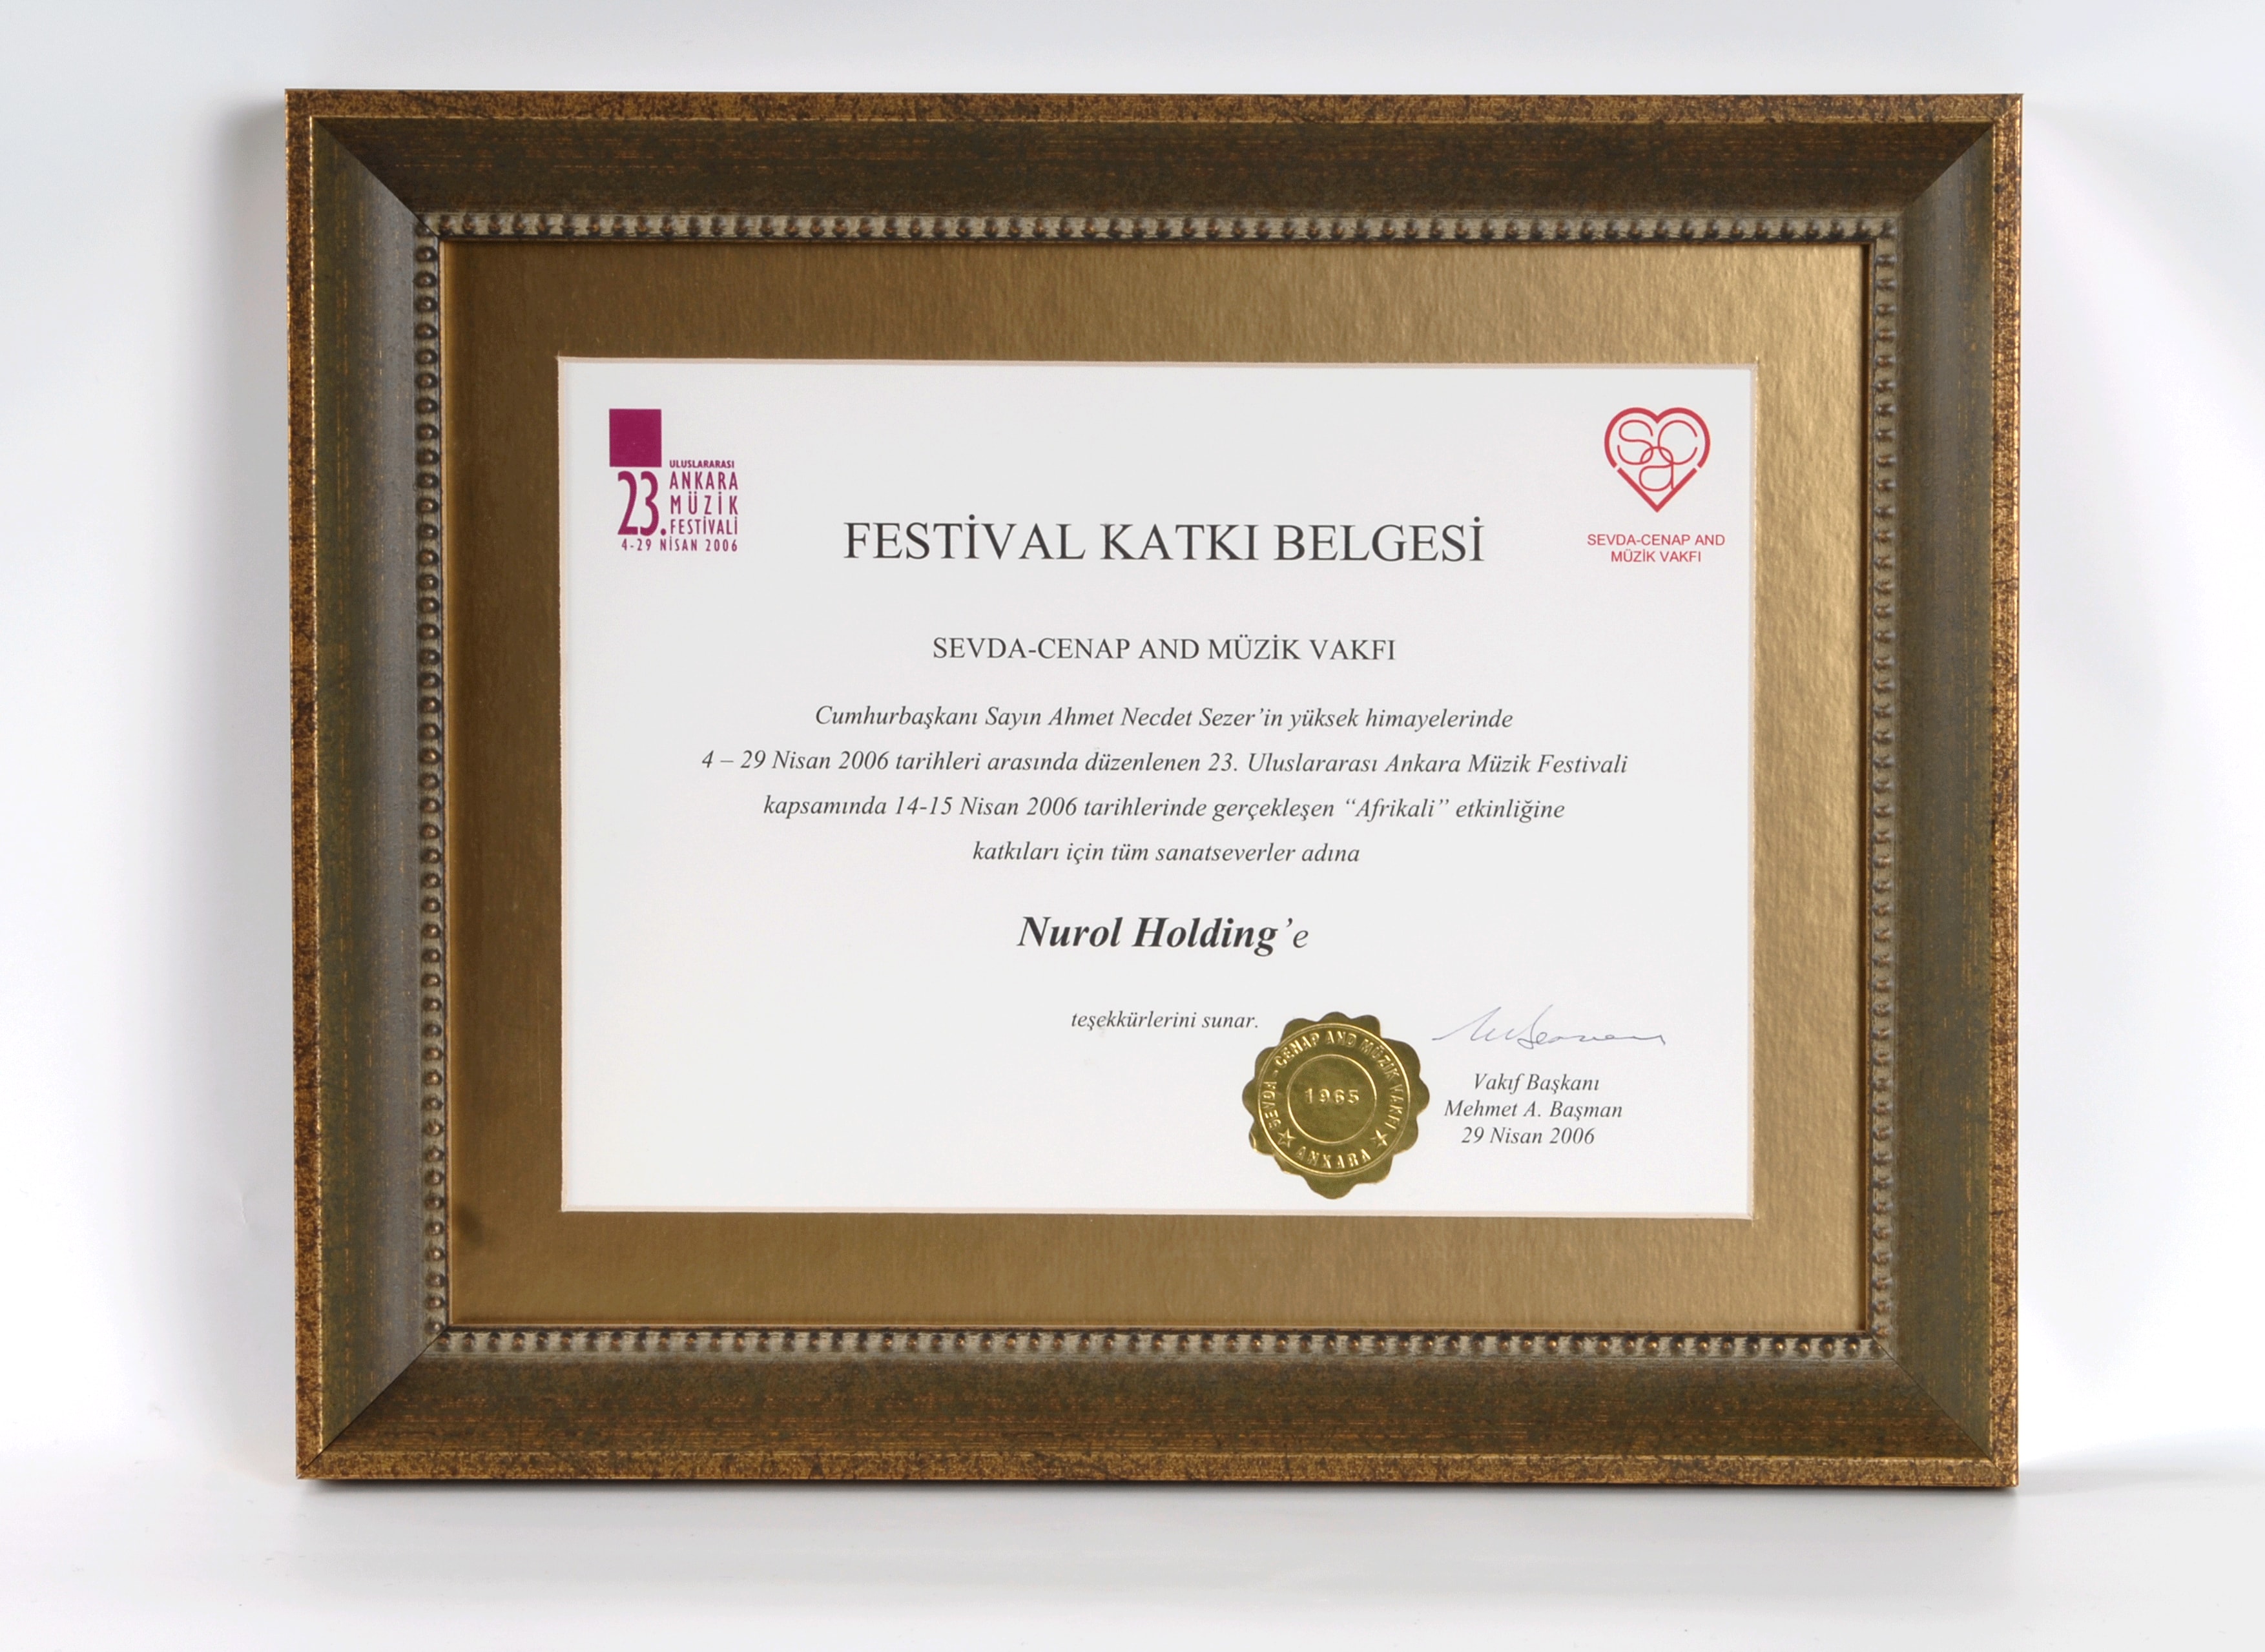 ULUSLARARASI
23. ANKARA
MÜZİK
FESTİVALİ
4-29 NİSAN 2006
saca
SEVDA-CENAP AND
MÜZİK VAKFI
FESTİVAL KATKI BELGESİ
SEVDA-CENAP AND MÜZİK VAKFI
Cumhurbaşkanı Sayın Ahmet Necdet Sezer’in yüksek himayelerinde
4 – 29 Nisan 2006 tarihleri arasında düzenlenen 23. Uluslararası Ankara Müzik Festivali
kapsamında 14-15 Nisan 2006 tarihlerinde gerçekleşen “Afrikali” etkinliğine
katkıları için tüm sanatseverler adına
Nurol Holding’e
teşekkürlerini sunar.
SEVDA - CENAP AND MÜZİK VAKFI
1965
ANKARA
Vakıf Başkanı
Mehmet A. Başman
29 Nisan 2006